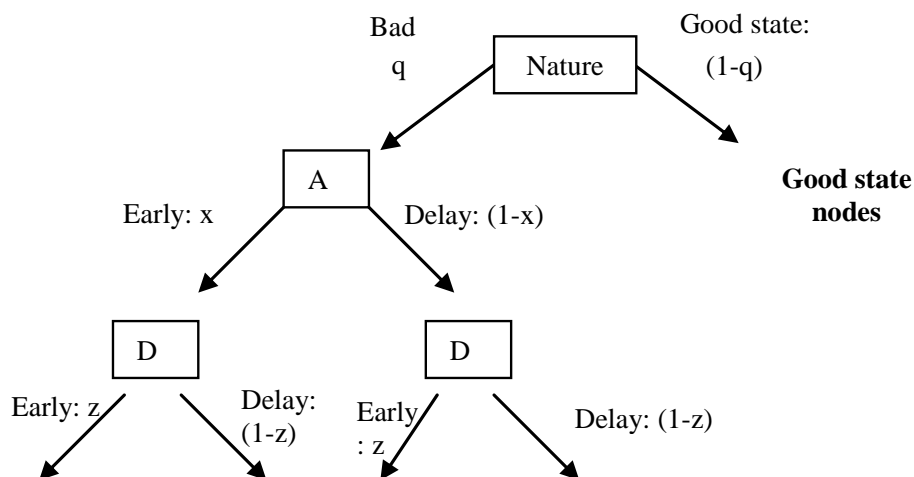 Bad
q
Nature
Good state:
(1-q)
A
Good state
nodes
Early: x
Delay: (1-x)
D
D
Early: z
Delay:
(1-z)
Early
: z
Delay: (1-z)